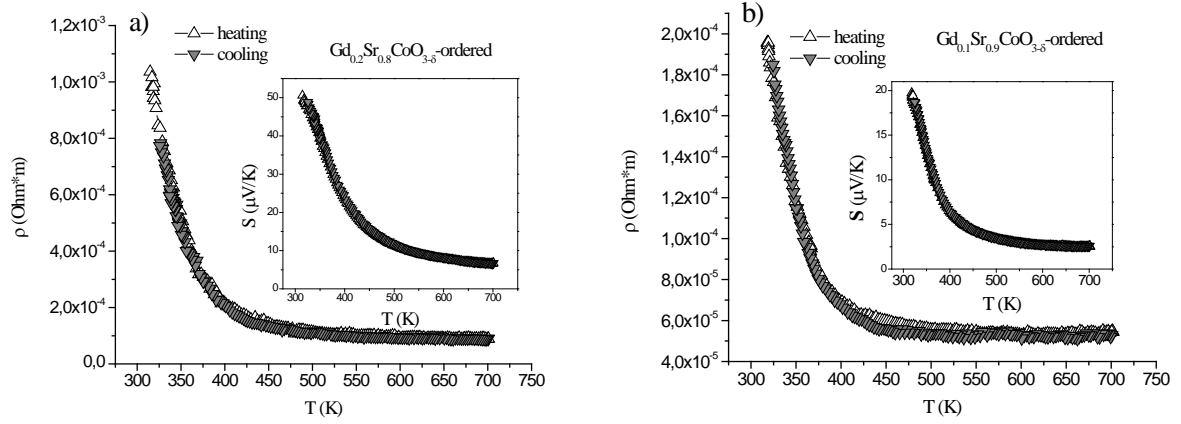 a)
heating
cooling
Gd0.2Sr0.8CoO3-δ-ordered
1,2x10-3
1,0x10-3
8,0x10-4
6,0x10-4
4,0x10-4
2,0x10-4
0,0
ρ (Ohm*m)
300 350 400 450 500 550 600 650 700 750
T (K)
50
40
30
20
10
0
S (μV/K)
300 400 500 600 700
T (K)
b)
heating
cooling
Gd0.1Sr0.9CoO3-δ-ordered
2,0x10-4
1,8x10-4
1,6x10-4
1,4x10-4
1,2x10-4
1,0x10-4
8,0x10-5
6,0x10-5
4,0x10-5
ρ (Ohm*m)
300 350 400 450 500 550 600 650 700 750
T (K)
20
15
10
5
0
S (μV/K)
300 400 500 600 700
T (K)